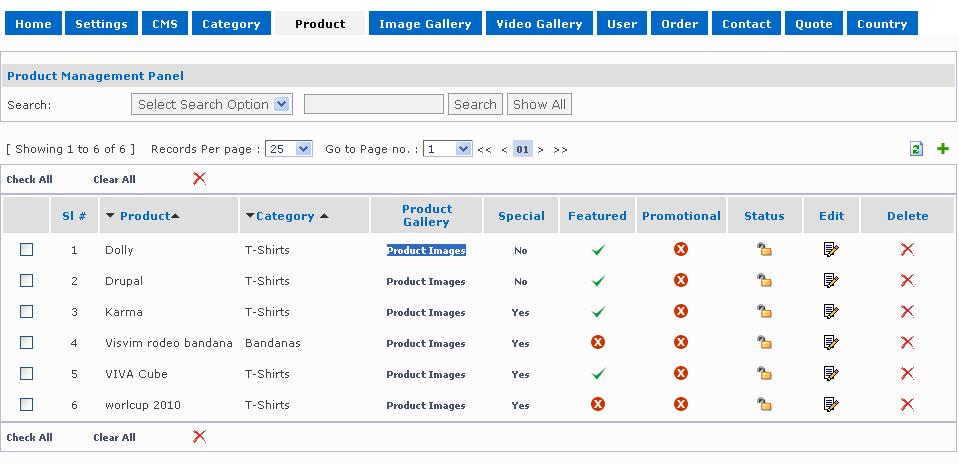 Home Settings CMS Category Product Image Gallery Video Gallery User Order Contact Quote Country
Product Management Panel
Search: Select Search Option Search Show All
[ Showing 1 to 6 of 6 ] Records Per page : 25 Go to Page no. : 1 << < 01 > >>
Check All Clear All
Sl # Product Category Product Gallery Special Featured Promotional Status Edit Delete
1 Dolly T-Shirts Product Images No
2 Drupal T-Shirts Product Images No
3 Karma T-Shirts Product Images Yes
4 Visvim rodeo bandana Bandanas Product Images Yes
5 VIVA Cube T-Shirts Product Images Yes
6 worlcup 2010 T-Shirts Product Images Yes
Check All Clear All